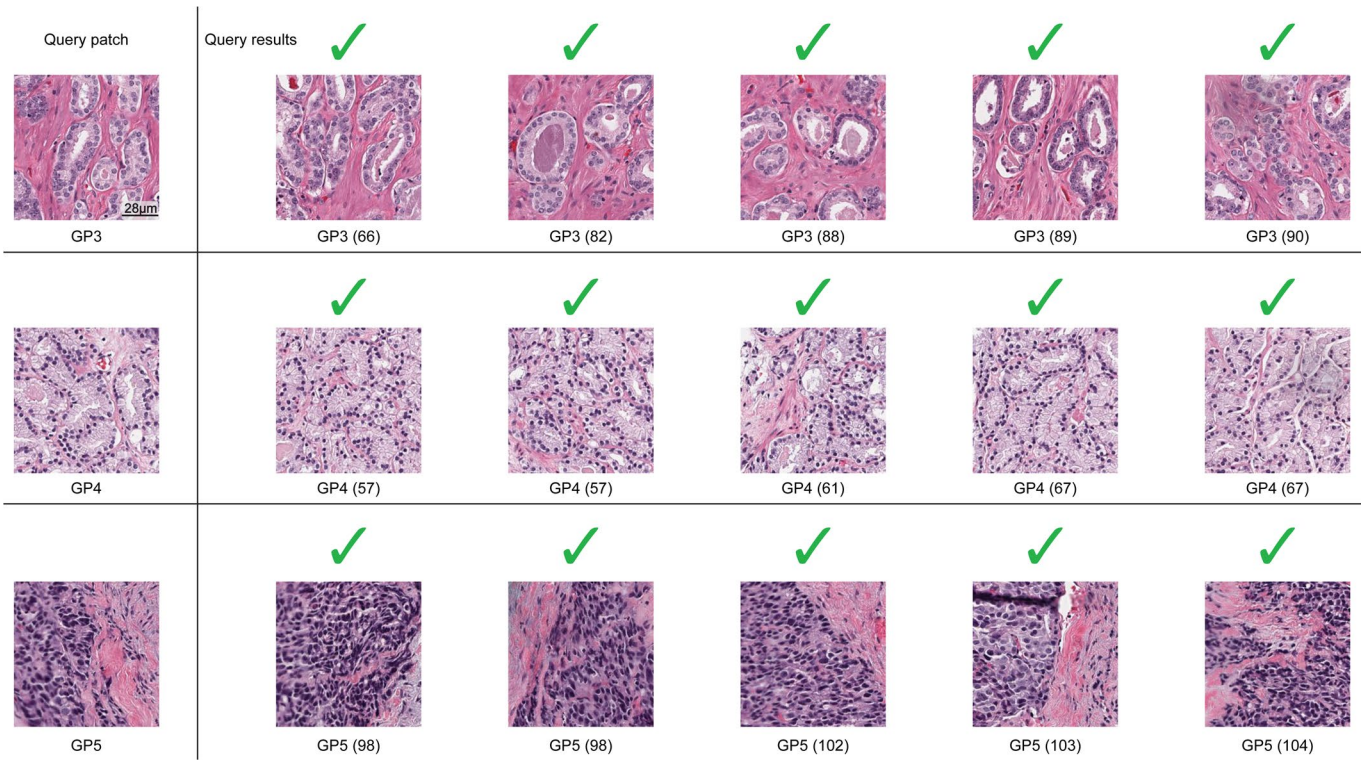 Query patch
Query results
28µm
GP3
GP3 (66)
GP3 (82)
GP3 (88)
GP3 (89)
GP3 (90)
GP4
GP4 (57)
GP4 (57)
GP4 (61)
GP4 (67)
GP4 (67)
GP5
GP5 (98)
GP5 (98)
GP5 (102)
GP5 (103)
GP5 (104)